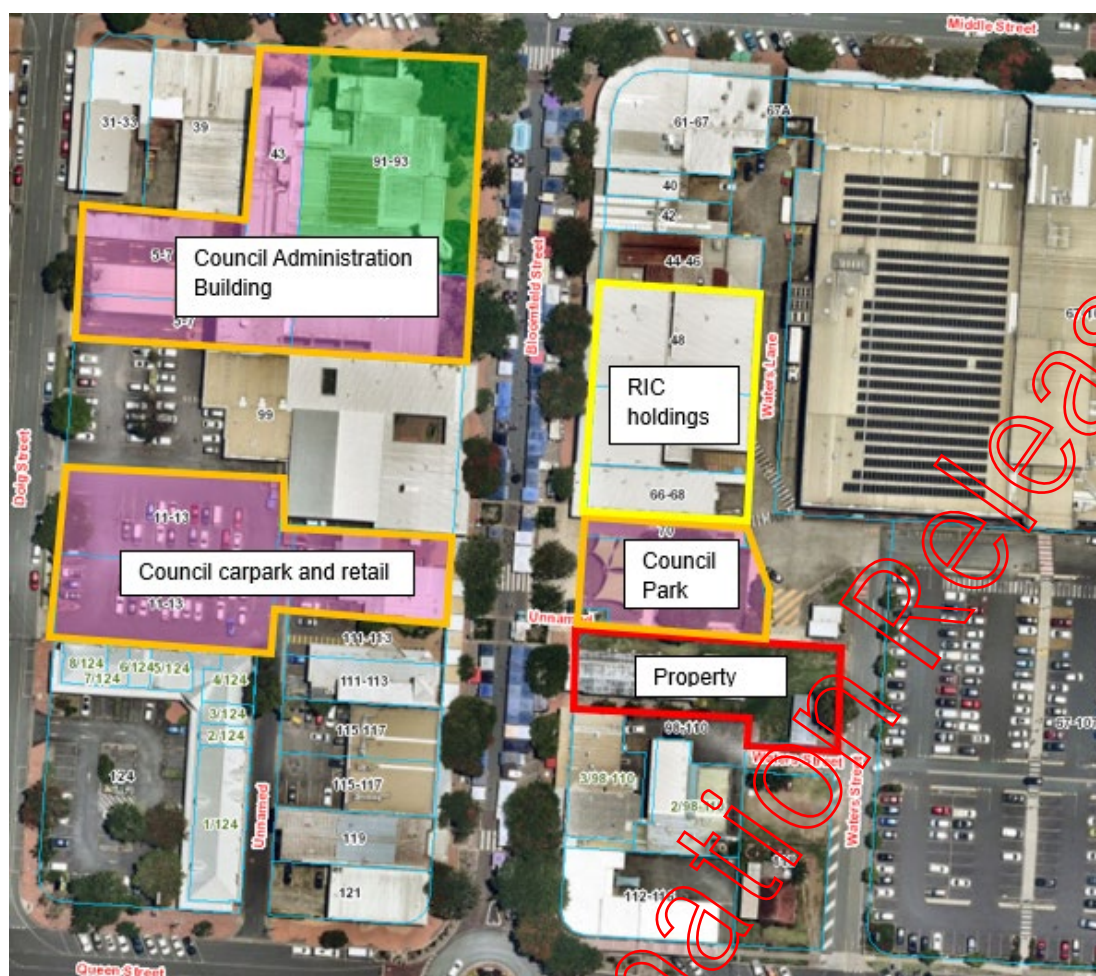 Middle Street
31-33
39
43
91-93
61-67
67A
40
42
44-46
5-7
Council Administration
Building
5-7
Bloomfield Street
48
Waters Lane
RIC
holdings
99
66-68
Doig Street
11-13
Council carpark and retail
11-13
70
Council
Park
Unnamed
Property
111-113
111-113
8/124
7/124
6/124
5/124
4/124
3/124
2/124
1/124
124
98-110
Waters Street
Waters Street
67-107
115-117
115-117
3/98-110
Unnamed
119
121
Queen Street